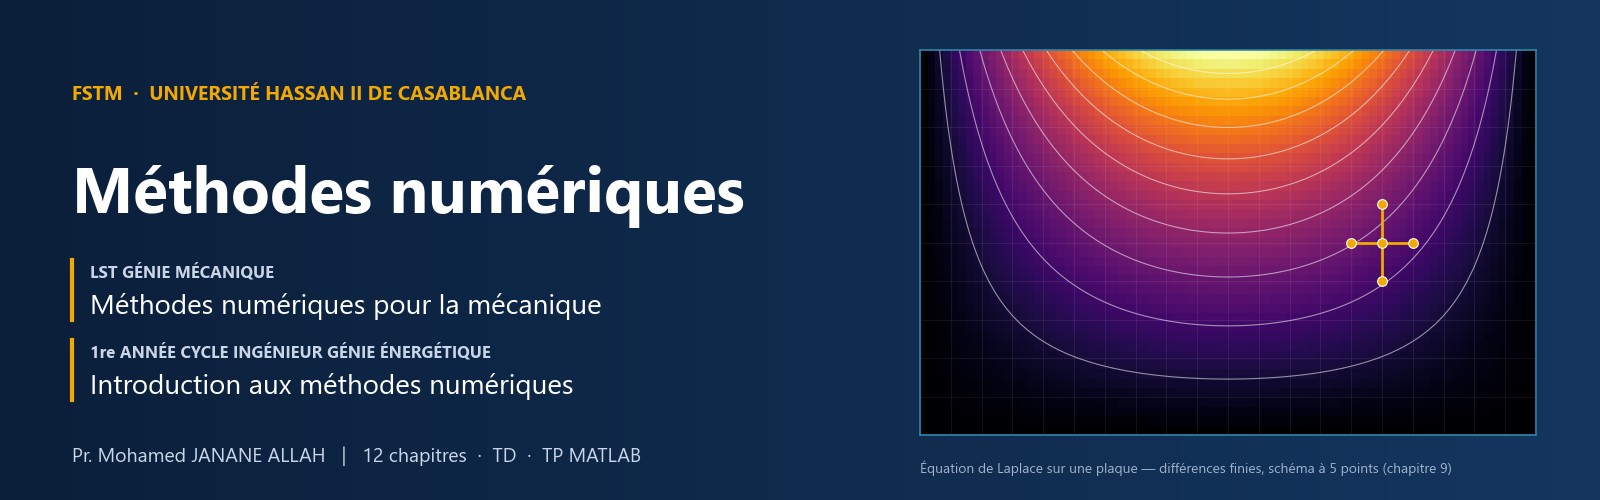 FSTM · UNIVERSITÉ HASSAN II DE CASABLANCA
Méthodes numériques
LST GÉNIE MÉCANIQUE
Méthodes numériques pour la mécanique
1re ANNÉE CYCLE INGÉNIEUR GÉNIE ÉNERGÉTIQUE
Introduction aux méthodes numériques
Pr. Mohamed JANANE ALLAH | 12 chapitres · TD · TP MATLAB
Équation de Laplace sur une plaque — différences finies, schéma à 5 points (chapitre 9)